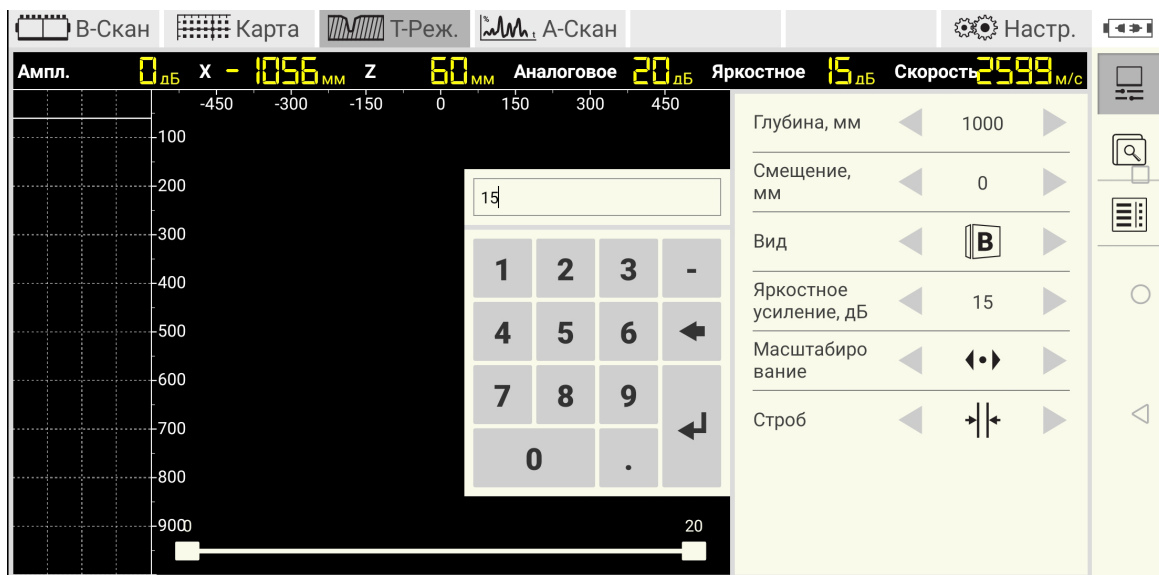 В-Скан Карта Т-Реж. % t А-Скан Настр.
Ампл. 0 дБ X - 1056 мм Z 60 мм Аналоговое 20 дБ Яркостное 15 дБ Скорость 2599 м/с
-450 -300 -150 0 150 300 450
-100
-200
-300
-400
-500
-600
-700
-800
-900
0 20
15
1 2 3 -
4 5 6
7 8 9
0 .
Глубина, мм 1000
Смещение,
мм 0
Вид B
Яркостное
усиление, дБ 15
Масштабиро
вание
Строб